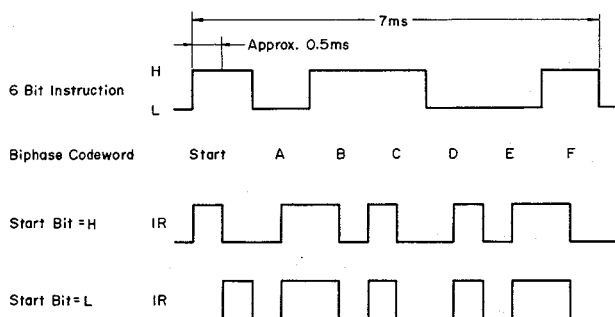 7ms
Approx. 0.5ms
H
6 Bit Instruction
L
Biphase Codeword Start A B C D E F
Start Bit = H IR
Start Bit = L IR